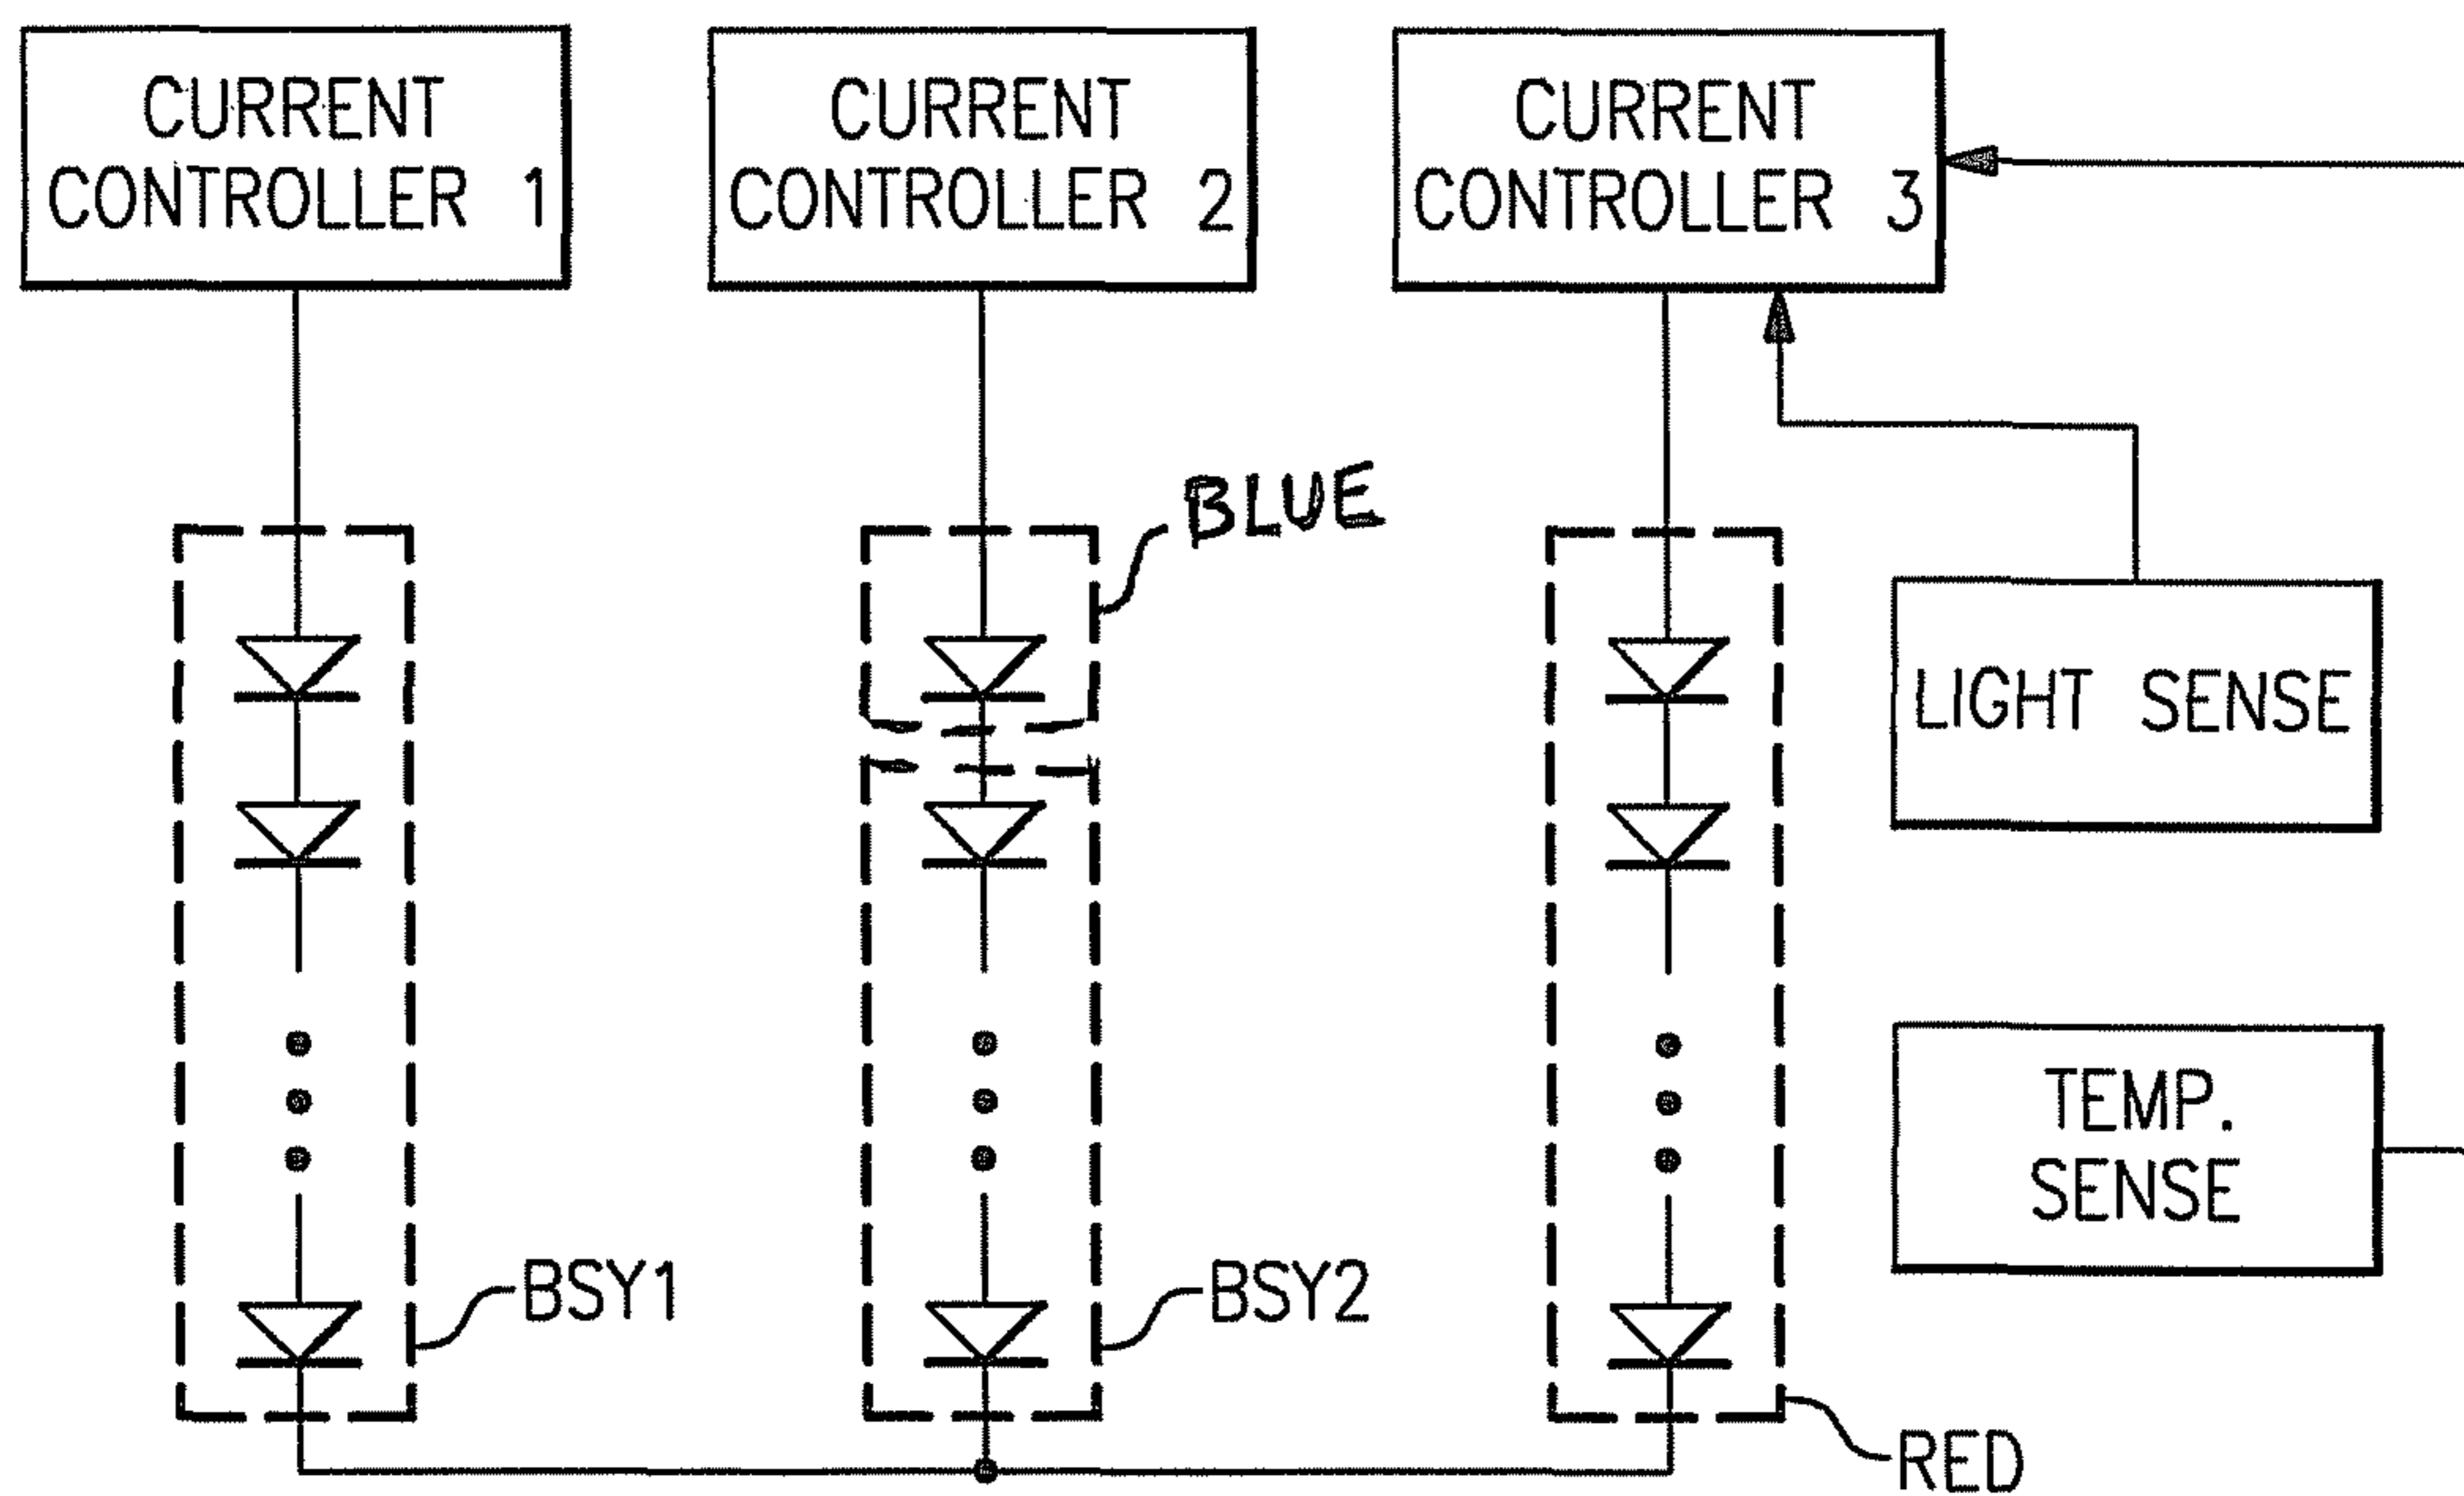 CURRENT
CONTROLLER 1
CURRENT
CONTROLLER 2
CURRENT
CONTROLLER 3
BLUE
LIGHT SENSE
TEMP.
SENSE
BSY1
BSY2
RED